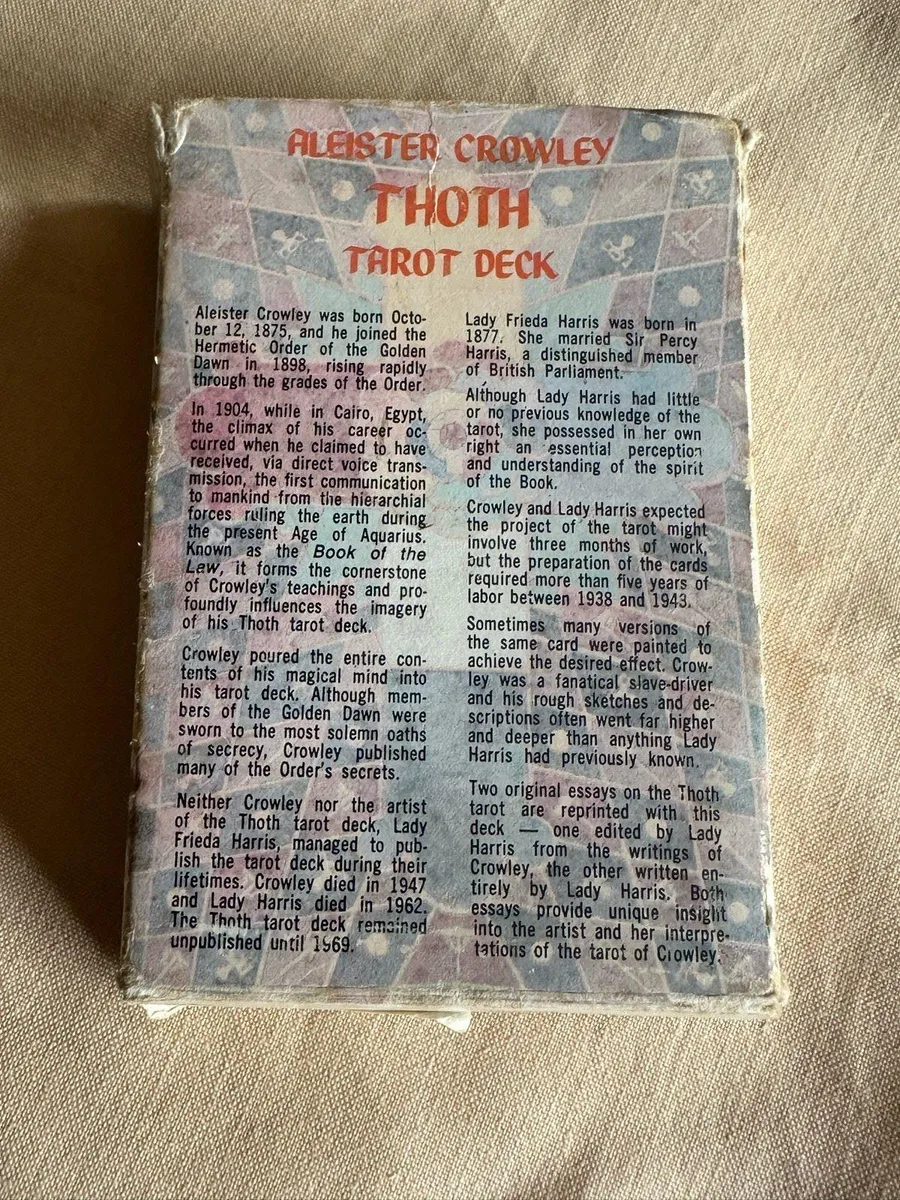 ALEISTER CROWLEY
THOTH
TAROT DECK
Aleister Crowley was born Octo-
ber 12, 1875, and he joined the
Hermetic Order of the Golden
Dawn in 1898, rising rapidly
through the grades of the Order.
In 1904, while in Cairo, Egypt,
the climax of his career oc-
curred when he claimed to have
received, via direct voice trans-
mission, the first communication
to mankind from the hierarchial
forces ruling the earth during
the present Age of Aquarius.
Known as the Book of the
Law, it forms the cornerstone
of Crowley's teachings and pro-
foundly influences the imagery
of his Thoth tarot deck.
Crowley poured the entire con-
tents of his magical mind into
his tarot deck. Although mem-
bers of the Golden Dawn were
sworn to the most solemn oaths
of secrecy, Crowley published
many of the Order's secrets.
Neither Crowley nor the artist
of the Thoth tarot deck, Lady
Frieda Harris, managed to pub-
lish the tarot deck during their
lifetimes. Crowley died in 1947
and Lady Harris died in 1962.
The Thoth tarot deck remained
unpublished until 1969.
Lady Frieda Harris was born in
1877. She married Sir Percy
Harris, a distinguished member
of British Parliament.
Although Lady Harris had little
or no previous knowledge of the
tarot, she possessed in her own
right an essential perception
and understanding of the spirit
of the Book.
Crowley and Lady Harris expected
the project of the tarot might
involve three months of work,
but the preparation of the cards
required more than five years of
labor between 1938 and 1943.
Sometimes many versions of
the same card were painted to
achieve the desired effect. Crow-
ley was a fanatical slave-driver
and his rough sketches and de-
scriptions often went far higher
and deeper than anything Lady
Harris had previously known.
Two original essays on the Thoth
tarot are reprinted with this
deck — one edited by Lady
Harris from the writings of
Crowley, the other written en-
tirely by Lady Harris. Both
essays provide unique insight
into the artist and her interpre-
tations of the tarot of Crowley.